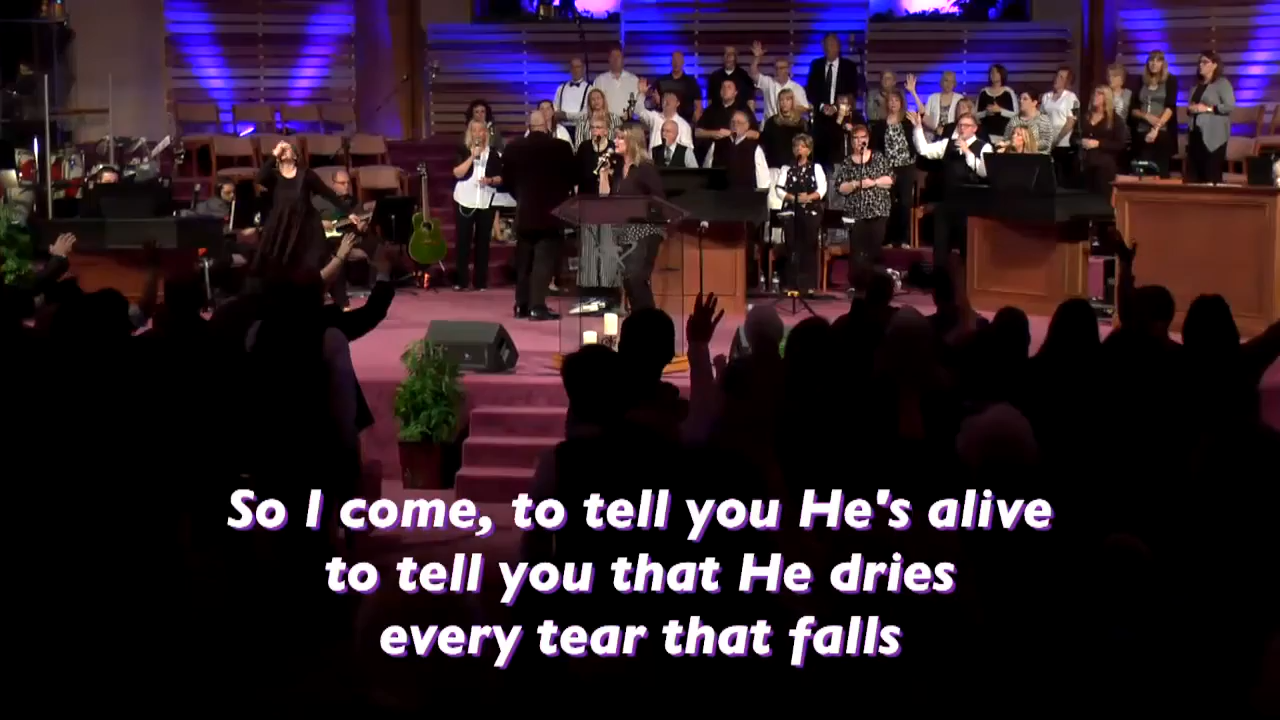 So I come, to tell you He's alive
to tell you that He dries
every tear that falls